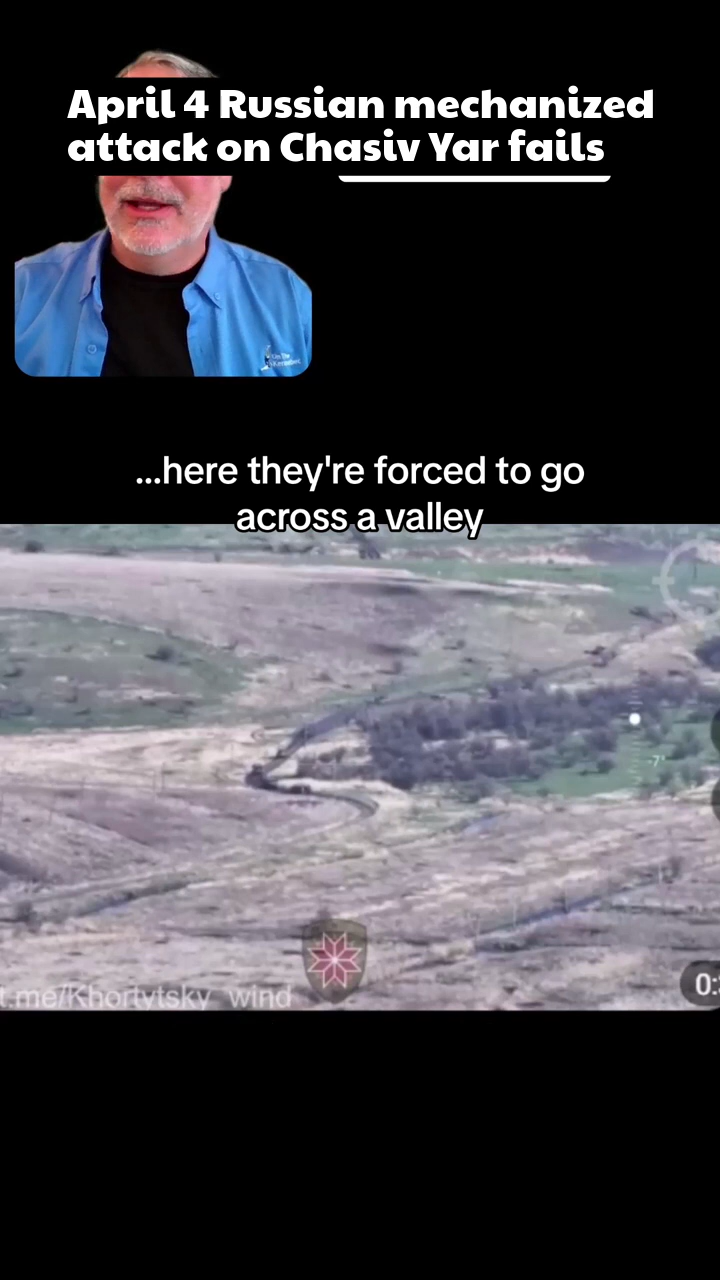 April 4 Russian mechanized
attack on Chasiv Yar fails
...here they're forced to go
across a valley
-7°
t.me/Khortytsky_wind